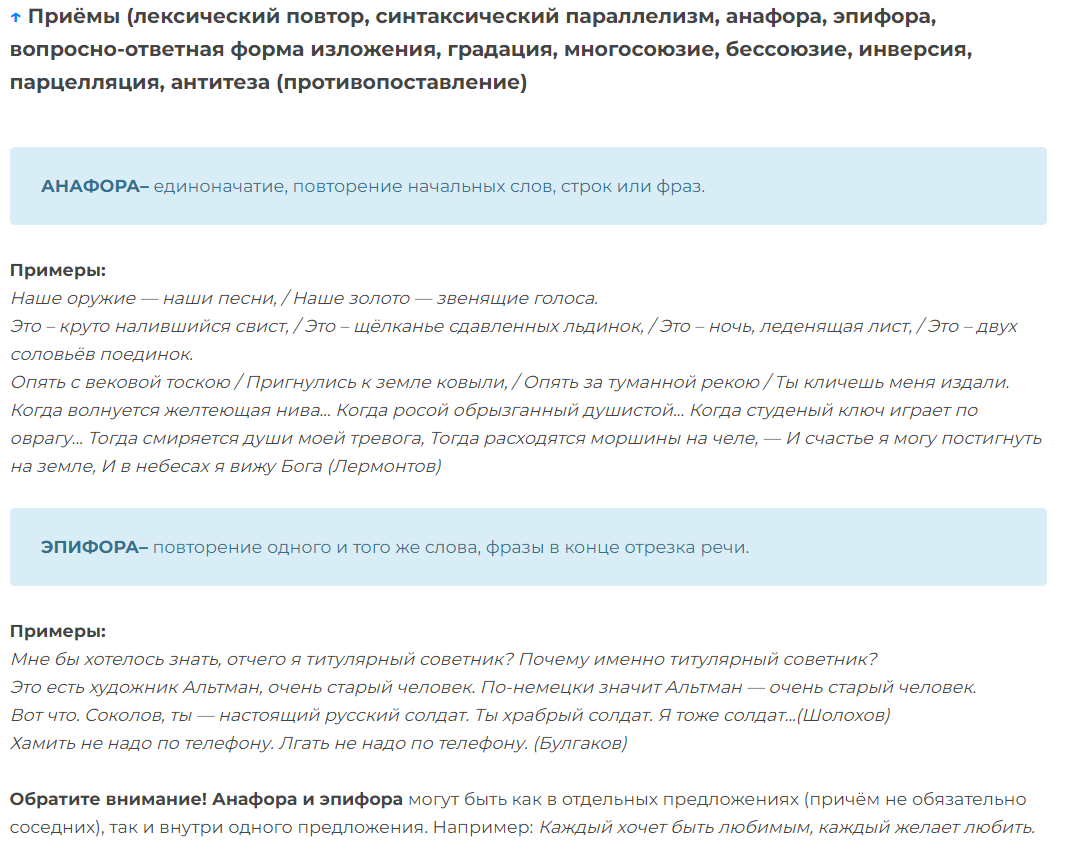 ↑ Приёмы (лексический повтор, синтаксический параллелизм, анафора, эпифора,
вопросно-ответная форма изложения, градация, многосоюзие, бессоюзие, инверсия,
парцелляция, антитеза (противопоставление)
АНАФОРА– единоначатие, повторение начальных слов, строк или фраз.
Примеры:
Наше оружие — наши песни, / Наше золото — звенящие голоса.
Это – круто налившийся свист, / Это – щёлканье сдавленных льдинок, / Это – ночь, леденящая лист, / Это – двух
соловьёв поединок.
Опять с вековой тоскою / Пригнулись к земле ковыли, / Опять за туманной рекою / Ты кличешь меня издали.
Когда волнуется желтеющая нива... Когда росой обрызганный душистой... Когда студеный ключ играет по
оврагу... Тогда смиряется души моей тревога, Тогда расходятся моршины на челе, — И счастье я могу постигнуть
на земле, И в небесах я вижу Бога (Лермонтов)
ЭПИФОРА– повторение одного и того же слова, фразы в конце отрезка речи.
Примеры:
Мне бы хотелось знать, отчего я титулярный советник? Почему именно титулярный советник?
Это есть художник Альтман, очень старый человек. По-немецки значит Альтман — очень старый человек.
Вот что. Соколов, ты — настоящий русский солдат. Ты храбрый солдат. Я тоже солдат...(Шолохов)
Хамить не надо по телефону. Лгать не надо по телефону. (Булгаков)
Обратите внимание! Анафора и эпифора могут быть как в отдельных предложениях (причём не обязательно
соседних), так и внутри одного предложения. Например: Каждый хочет быть любимым, каждый желает любить.